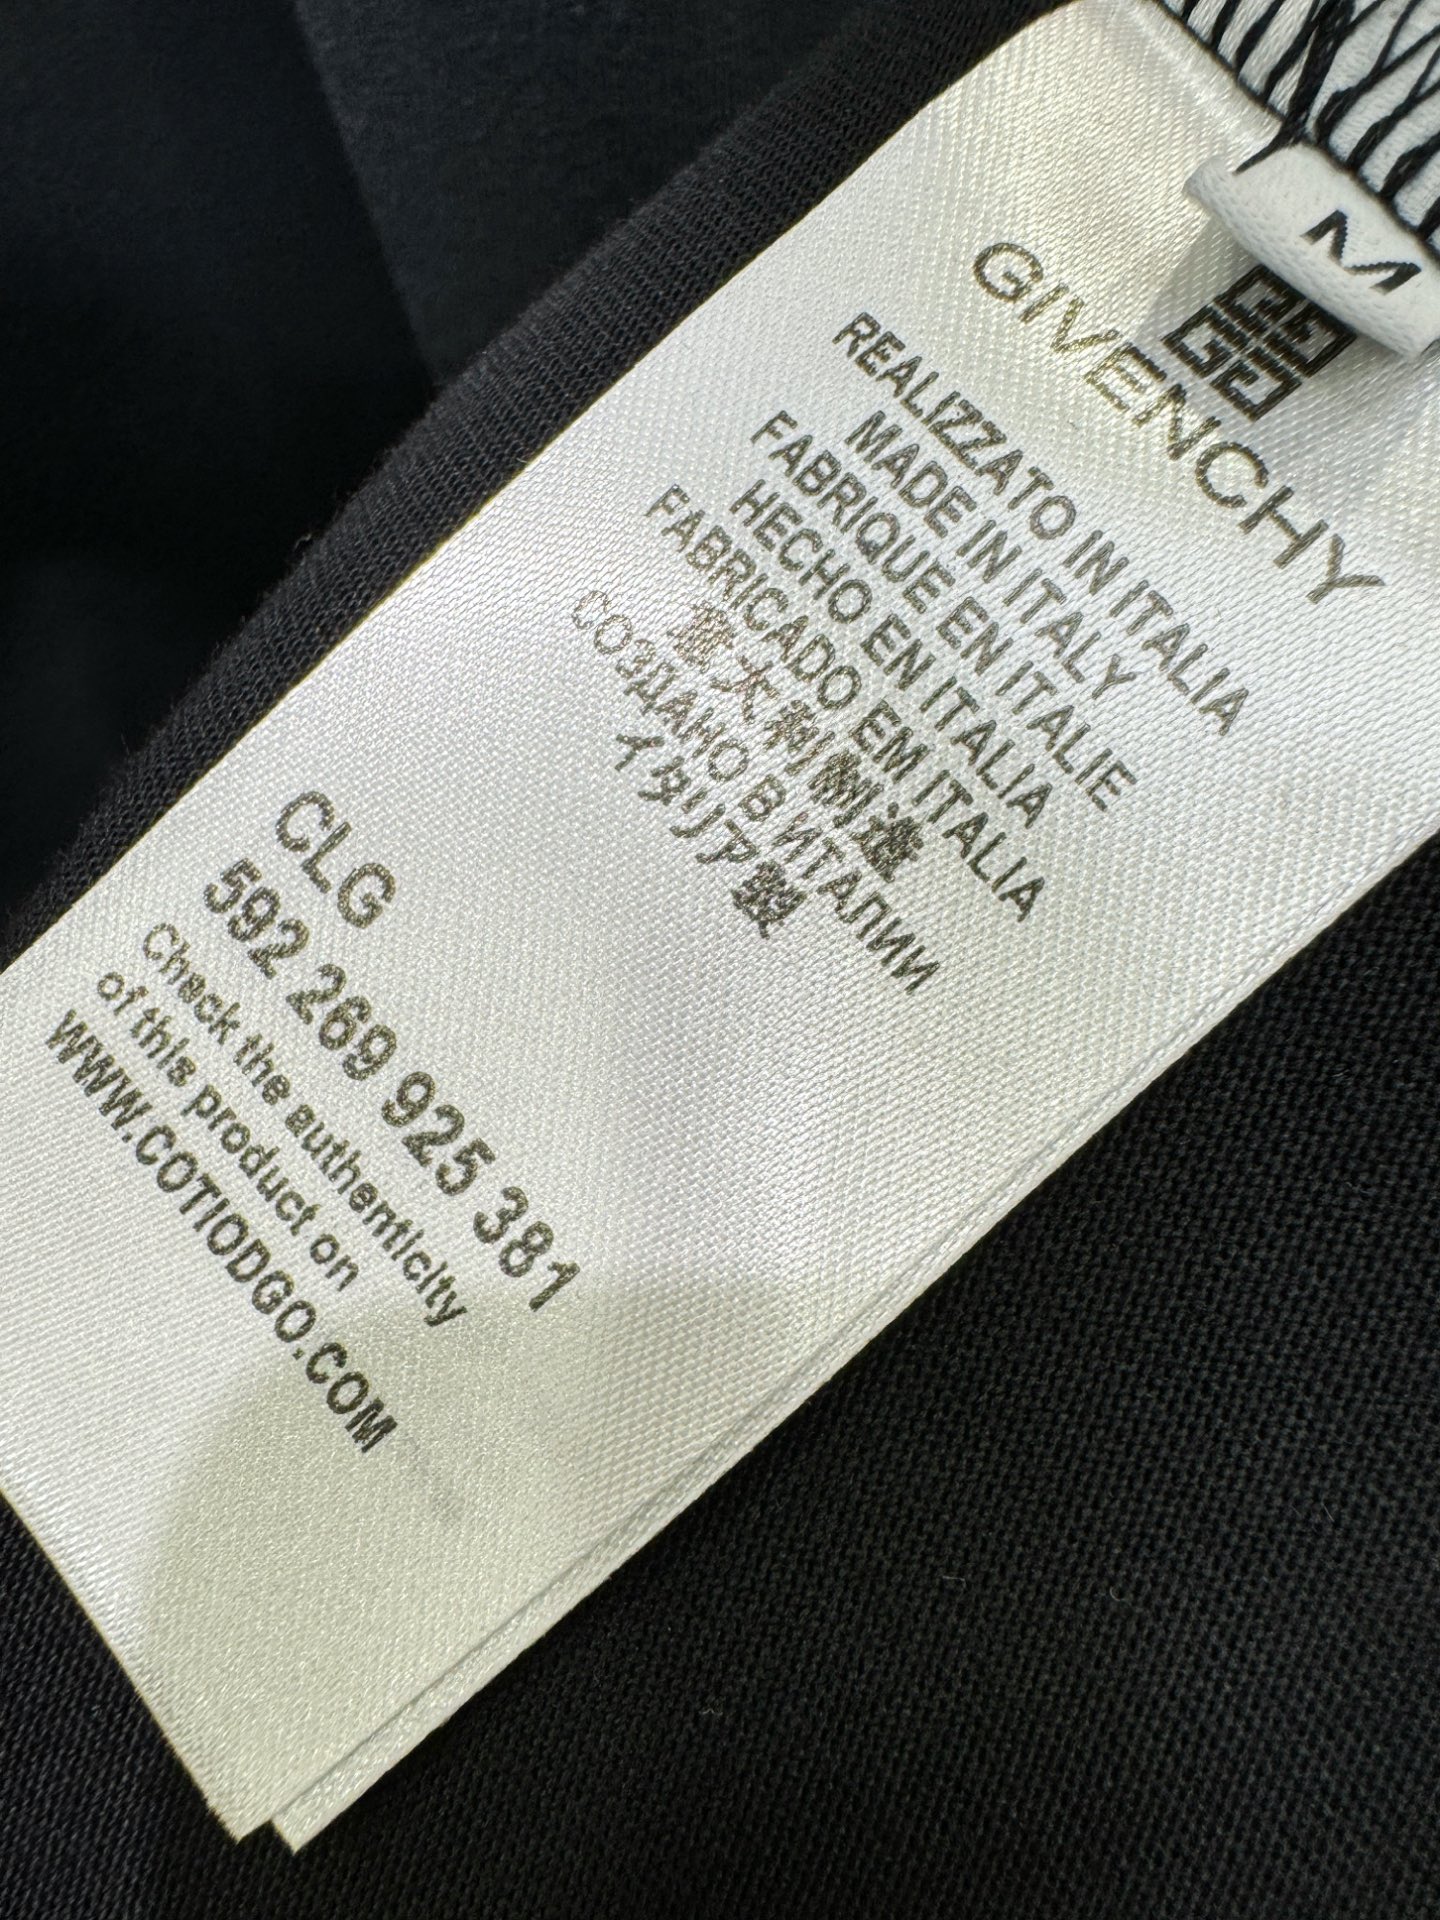 M
GIVENCHY
REALIZZATO IN ITALIA
MADE IN ITALY
FABRIQUE EN ITALIE
HECHO EN ITALIA
FABRICADO EM ITALIA
意大利制造
СОЗДАНО В ИТАЛИИ
イタリア製
CLG
592 269 925 381
Check the authenticity
of this product on
WWW.COTIODGO.COM